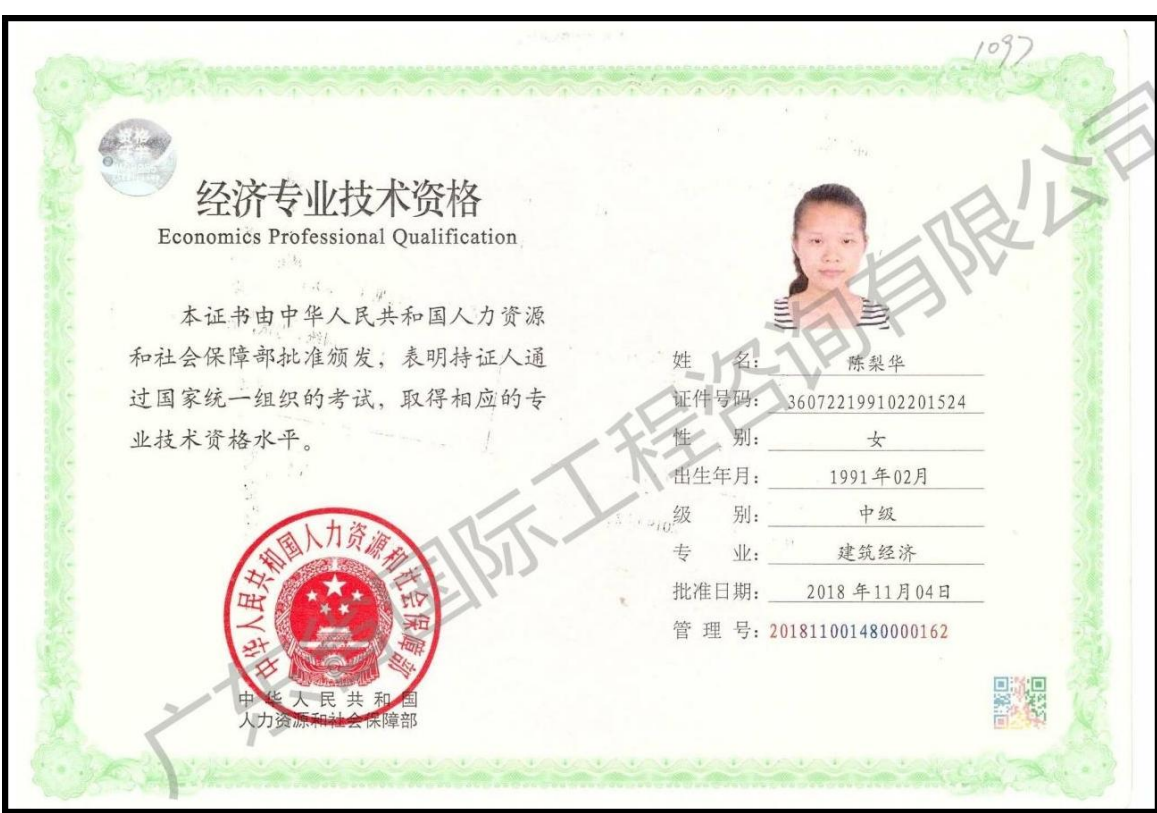 1097
资格
经济专业技术资格
Economics Professional Qualification
本证书由中华人民共和国人力资源
和社会保障部批准颁发，表明持证人通
过国家统一组织的考试，取得相应的专
业技术资格水平。
姓 名： 陈梨华
证件号码： 360722199102201524
性 别： 女
出生年月： 1991年02月
级 别： 中级
专 业： 建筑经济
批准日期： 2018年11月04日
管 理 号：201811001480000162
中华人民共和国人力资源和社会保障部
中华人民共和国
人力资源和社会保障部
国际工程咨询有限公司